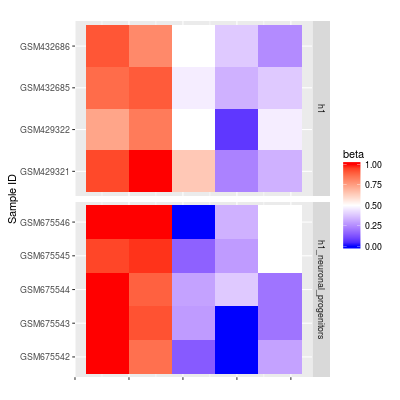 GSM432686
GSM432685
GSM429322
GSM429321
h1
GSM675546
GSM675545
GSM675544
GSM675543
GSM675542
h1_neuronal_progenitors
Sample ID
beta
1.00
0.75
0.50
0.25
0.00